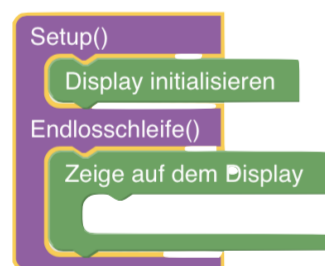 Setup()
Display initialisieren
Endlosschleife()
Zeige auf dem Display